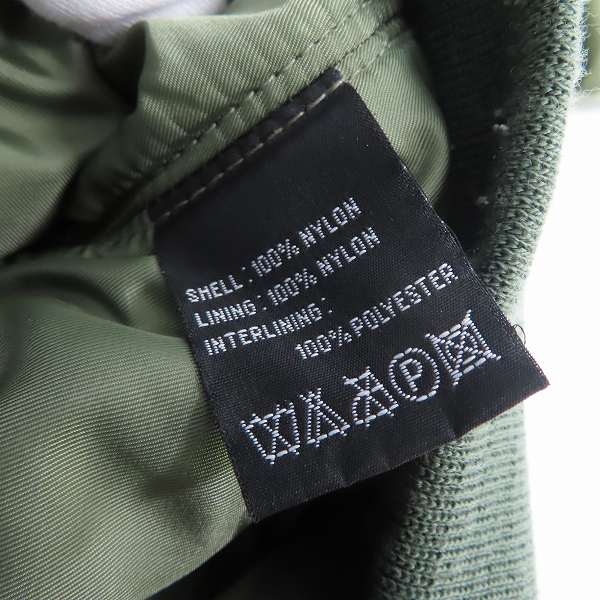 SHELL : 100% NYLON
LINING : 100% NYLON
INTERLINING :
100% POLYESTER
P